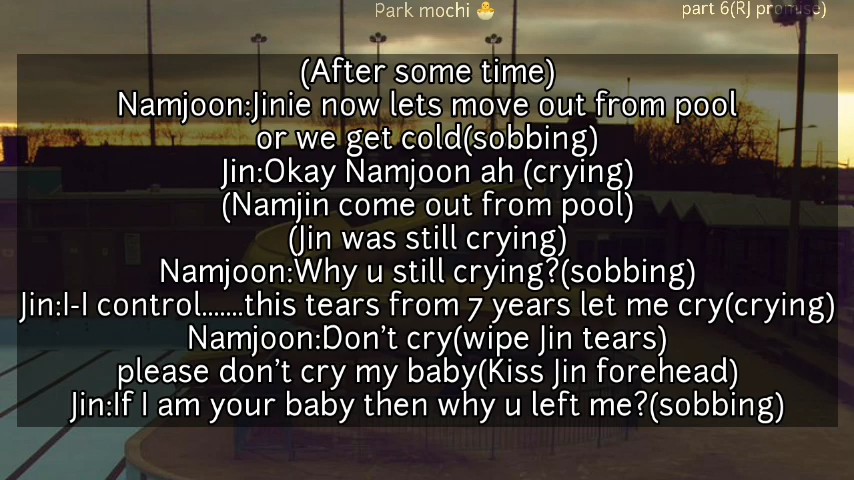 Park mochi 🐣
part 6(RJ promise)
(After some time)
Namjoon:Jinie now lets move out from pool
or we get cold(sobbing)
Jin:Okay Namjoon ah (crying)
(Namjin come out from pool)
(Jin was still crying)
Namjoon:Why u still crying?(sobbing)
Jin:I-I control.......this tears from 7 years let me cry(crying)
Namjoon:Don't cry(wipe Jin tears)
please don't cry my baby(Kiss Jin forehead)
Jin:If I am your baby then why u left me?(sobbing)